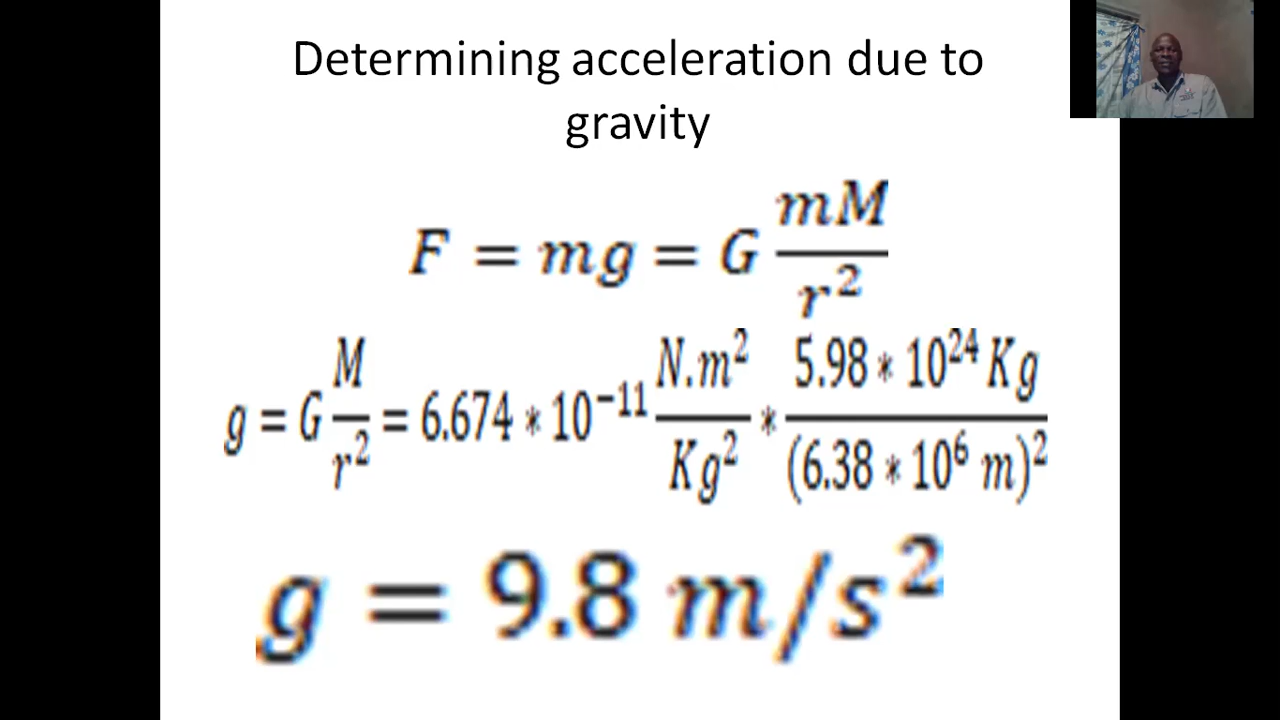 Determining acceleration due to
gravity
F = mg = G mM/r²
g = G M/r² = 6.674 * 10⁻¹¹ N.m²/Kg² * 5.98 * 10²⁴ Kg/(6.38 * 10⁶ m)²
g = 9.8 m/s²